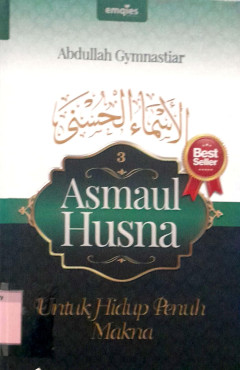 emqies
Abdullah Gymnastiar
الأسماء الحسنى
3
Best
Seller
Asmaul
Husna
Untuk Hidup Penuh
Makna